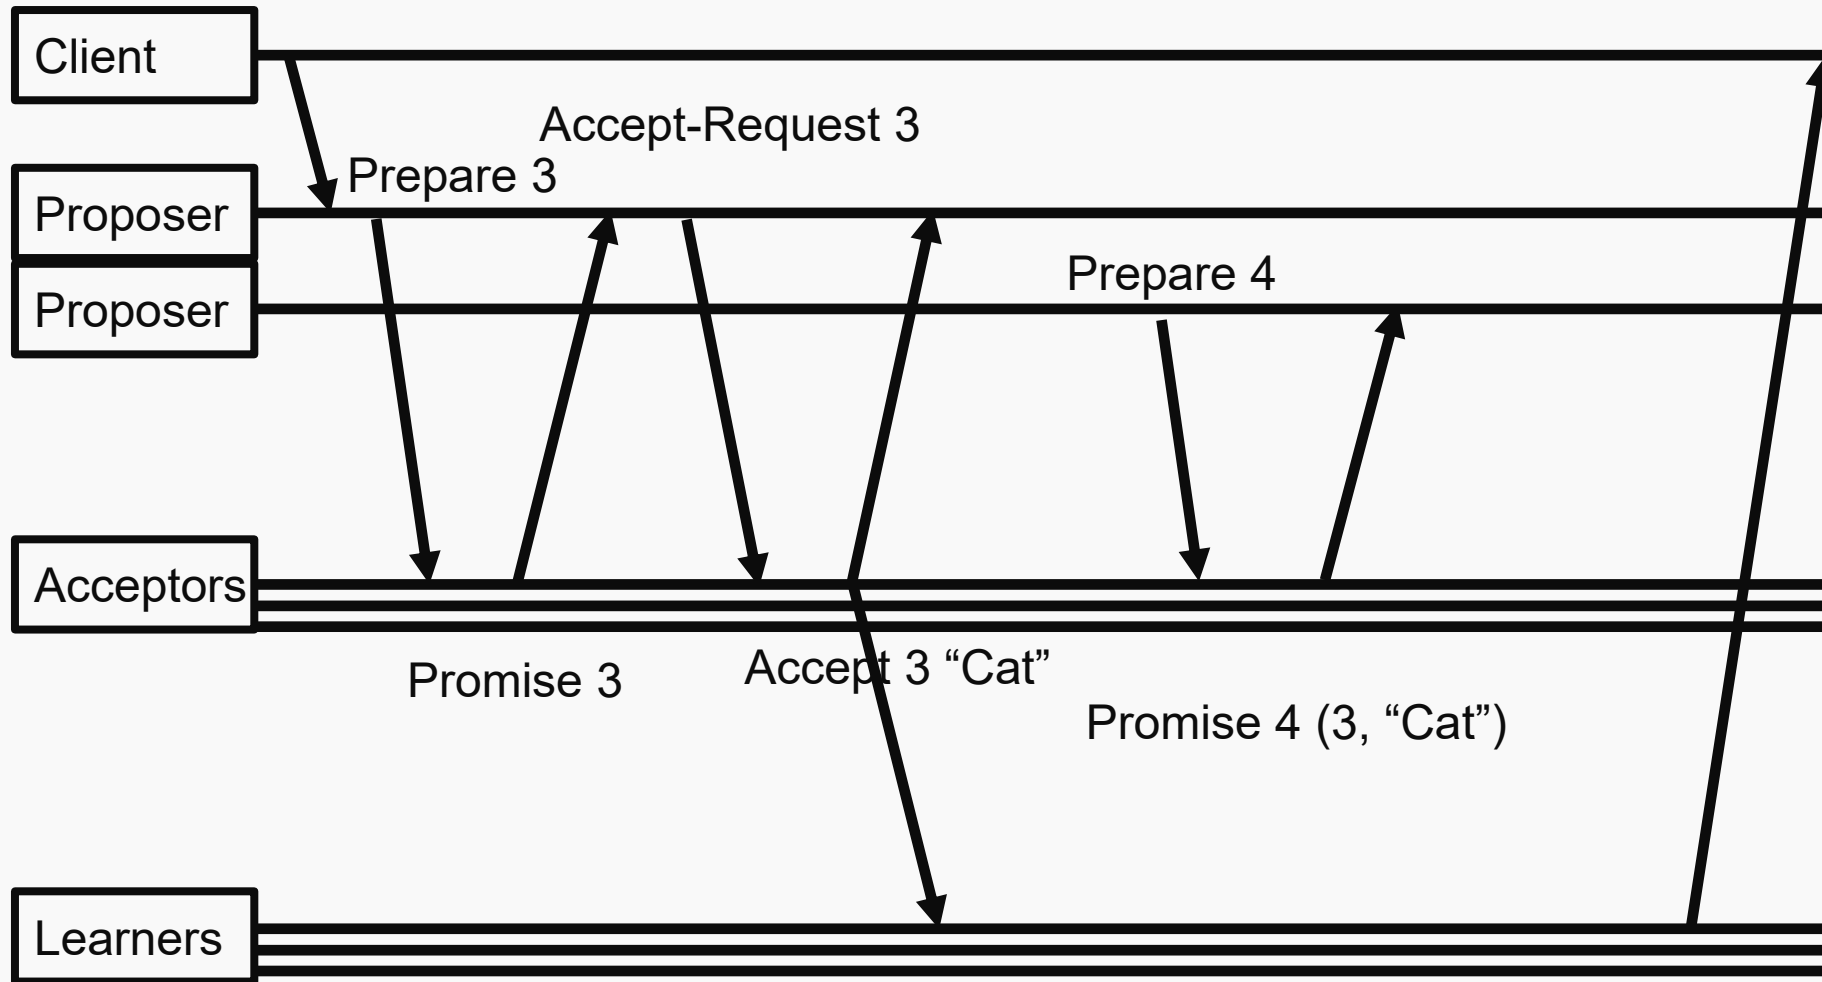 Client
Accept-Request 3
Prepare 3
Proposer
Prepare 4
Proposer
Acceptors
Accept 3 “Cat”
Promise 3
Promise 4 (3, “Cat”)
Learners